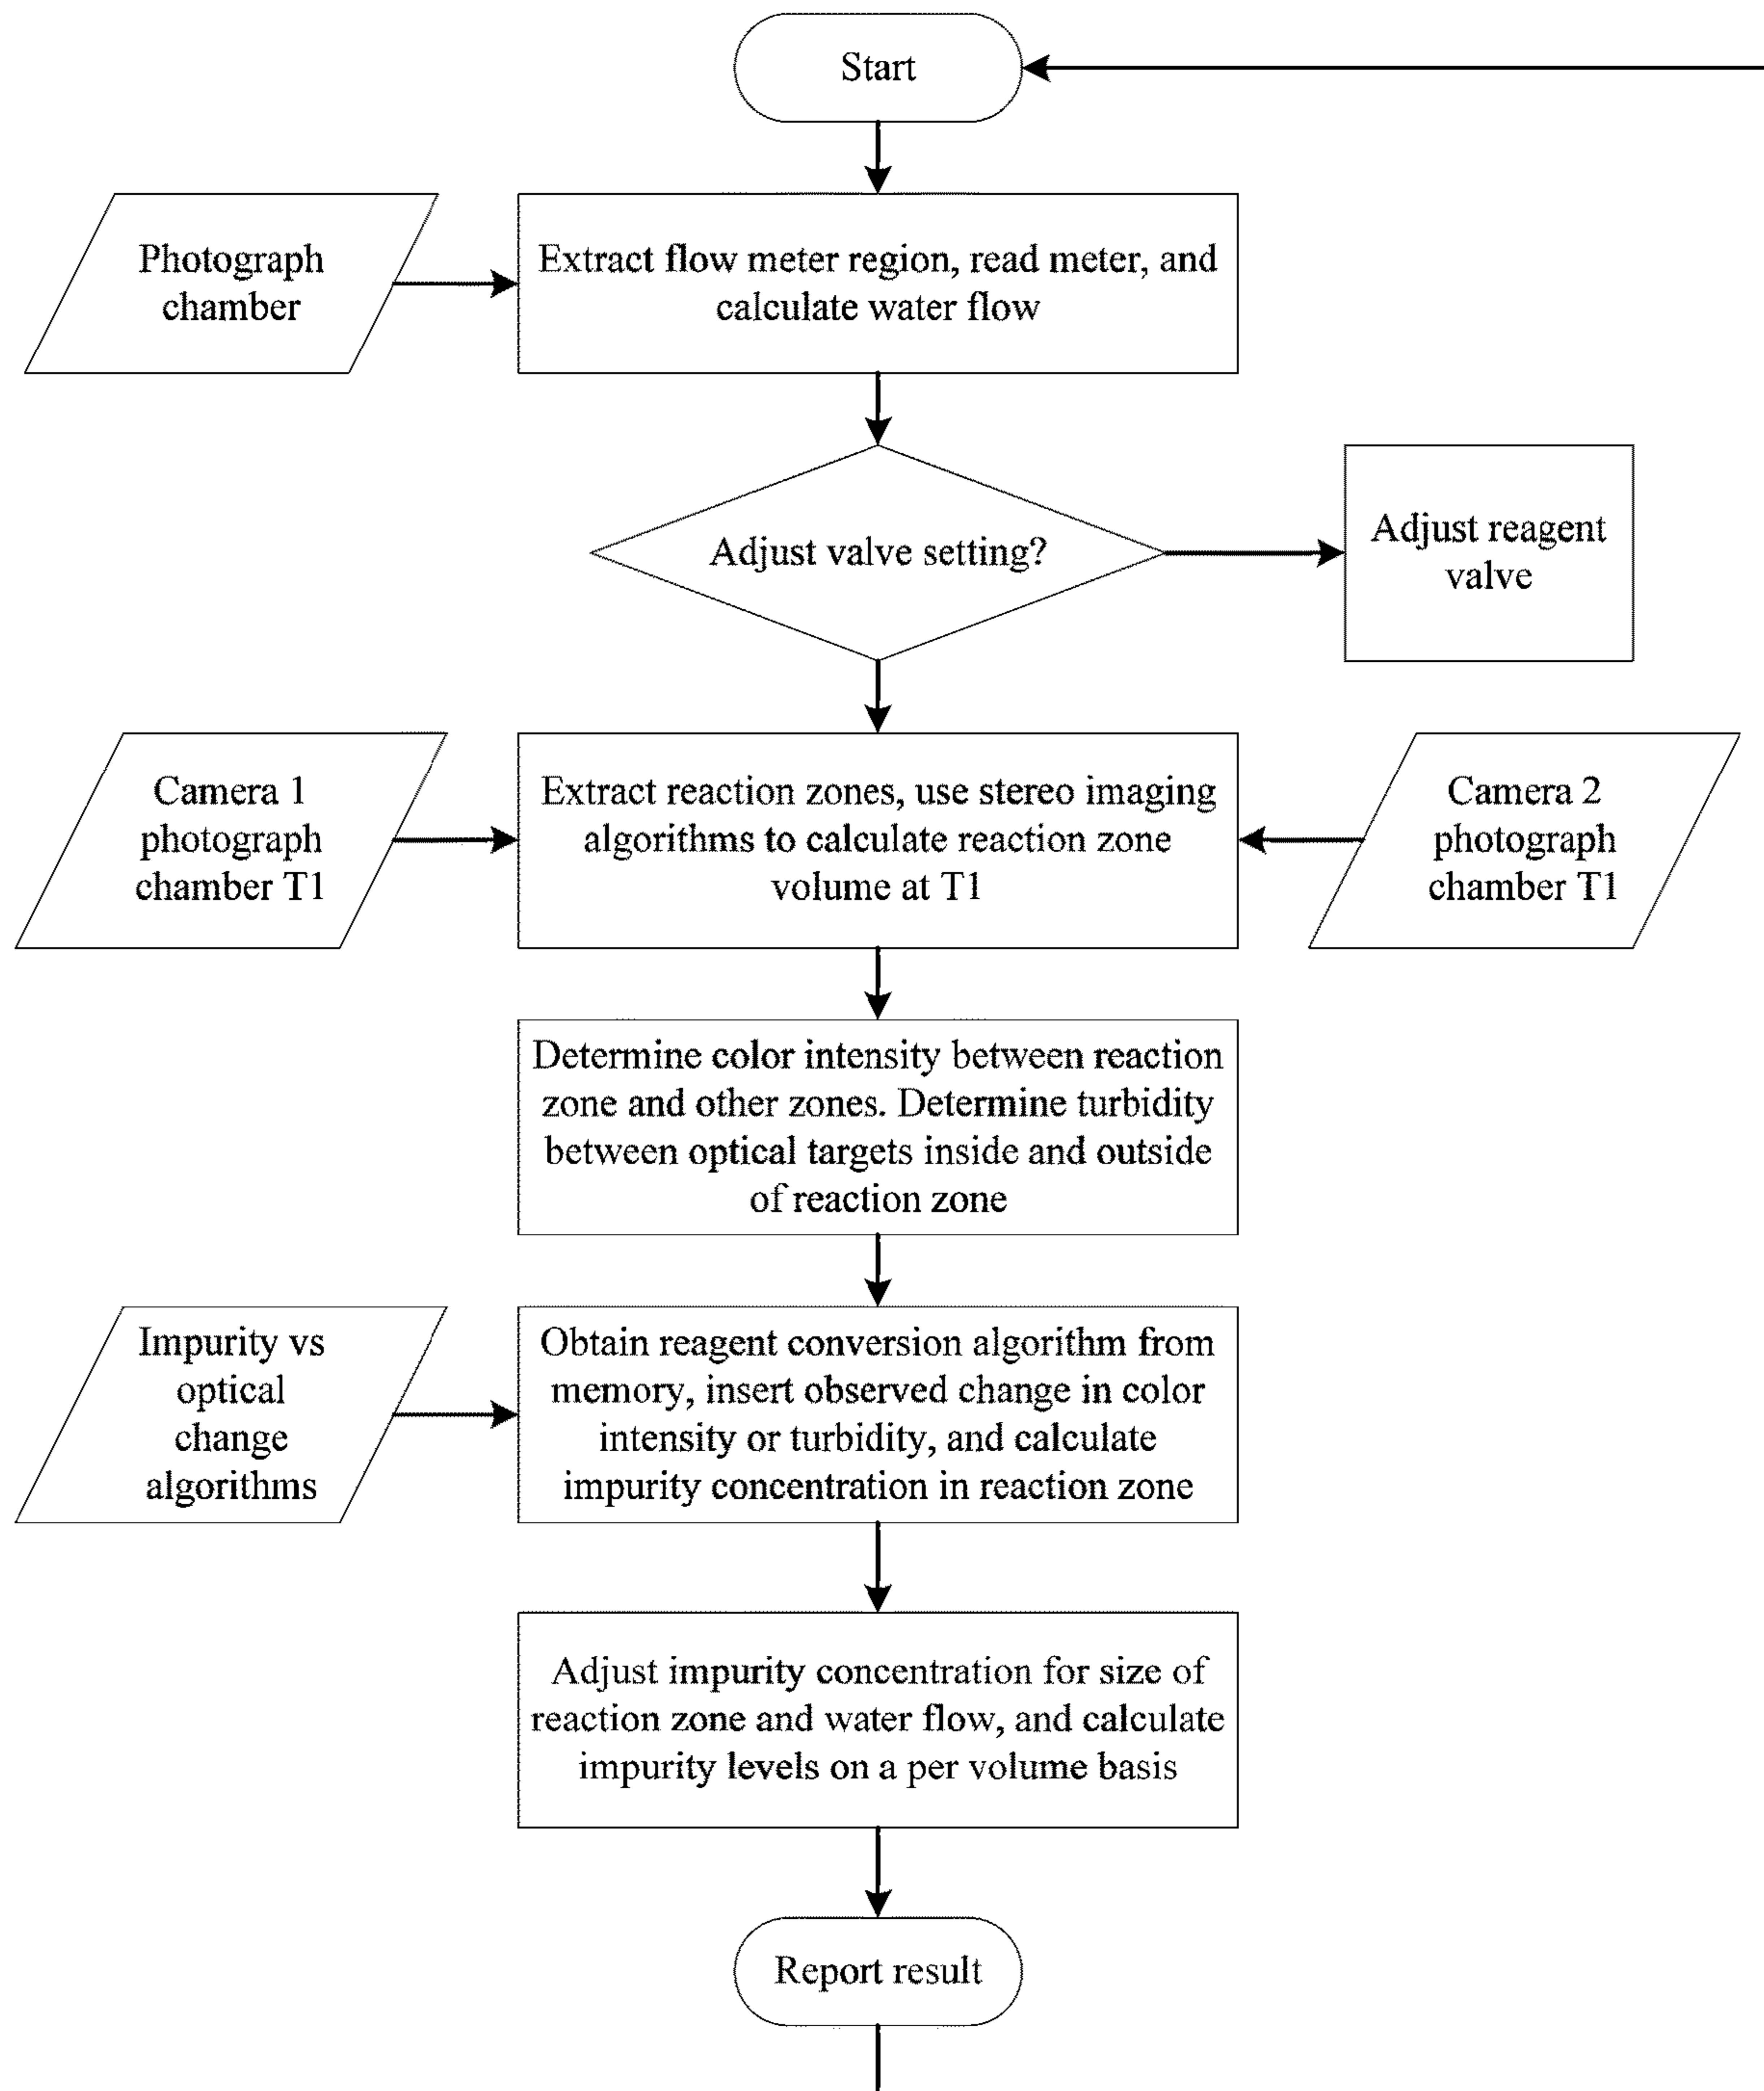 Start
Photograph
chamber
Extract flow meter region, read meter, and
calculate water flow
Adjust valve setting?
Adjust reagent
valve
Camera 1
photograph
chamber T1
Extract reaction zones, use stereo imaging
algorithms to calculate reaction zone
volume at T1
Camera 2
photograph
chamber T1
Determine color intensity between reaction
zone and other zones. Determine turbidity
between optical targets inside and outside
of reaction zone
Impurity vs
optical
change
algorithms
Obtain reagent conversion algorithm from
memory, insert observed change in color
intensity or turbidity, and calculate
impurity concentration in reaction zone
Adjust impurity concentration for size of
reaction zone and water flow, and calculate
impurity levels on a per volume basis
Report result